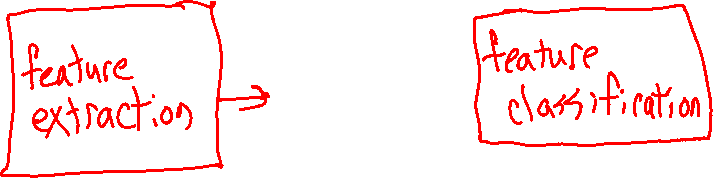 feature
extraction
feature
classification